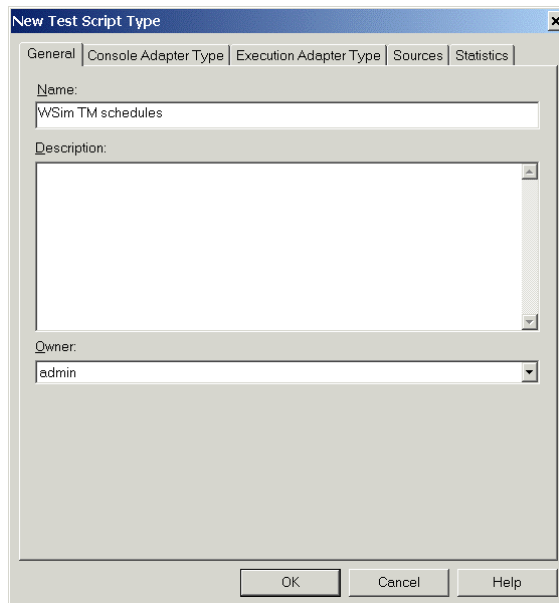 New Test Script Type
General Console Adapter Type Execution Adapter Type Sources Statistics
Name:
WSim TM schedules
Description:
Owner:
admin
OK Cancel Help